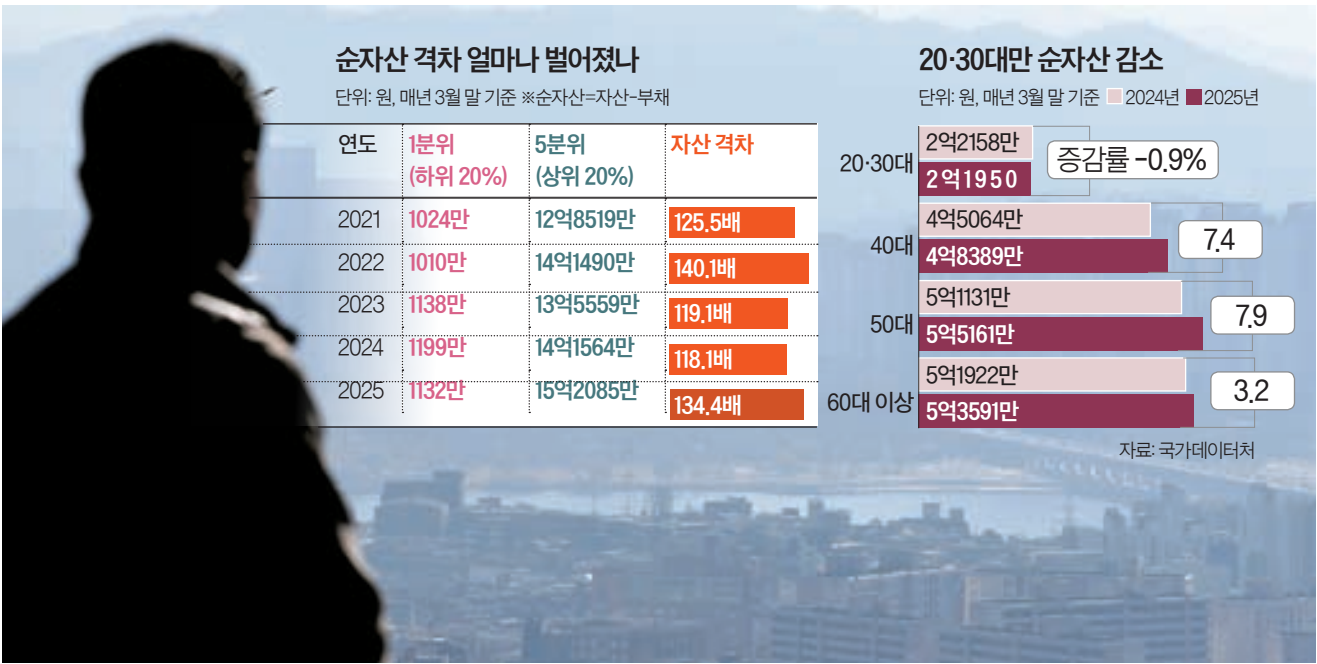 순자산 격차 얼마나 벌어졌나
단위: 원, 매년 3월 말 기준 ※순자산=자산-부채
연도 1분위 5분위 자산 격차
(하위 20%) (상위 20%)
2021 1024만 12억8519만 125.5배
2022 1010만 14억1490만 140.1배
2023 1138만 13억5559만 119.1배
2024 1199만 14억1564만 118.1배
2025 1132만 15억2085만 134.4배
20·30대만 순자산 감소
단위: 원, 매년 3월 말 기준 2024년 2025년
20·30대 2억2158만 2억1950 증감률 -0.9%
40대 4억5064만 4억8389만 7.4
50대 5억1131만 5억5161만 7.9
60대 이상 5억1922만 5억3591만 3.2
자료: 국가데이터처